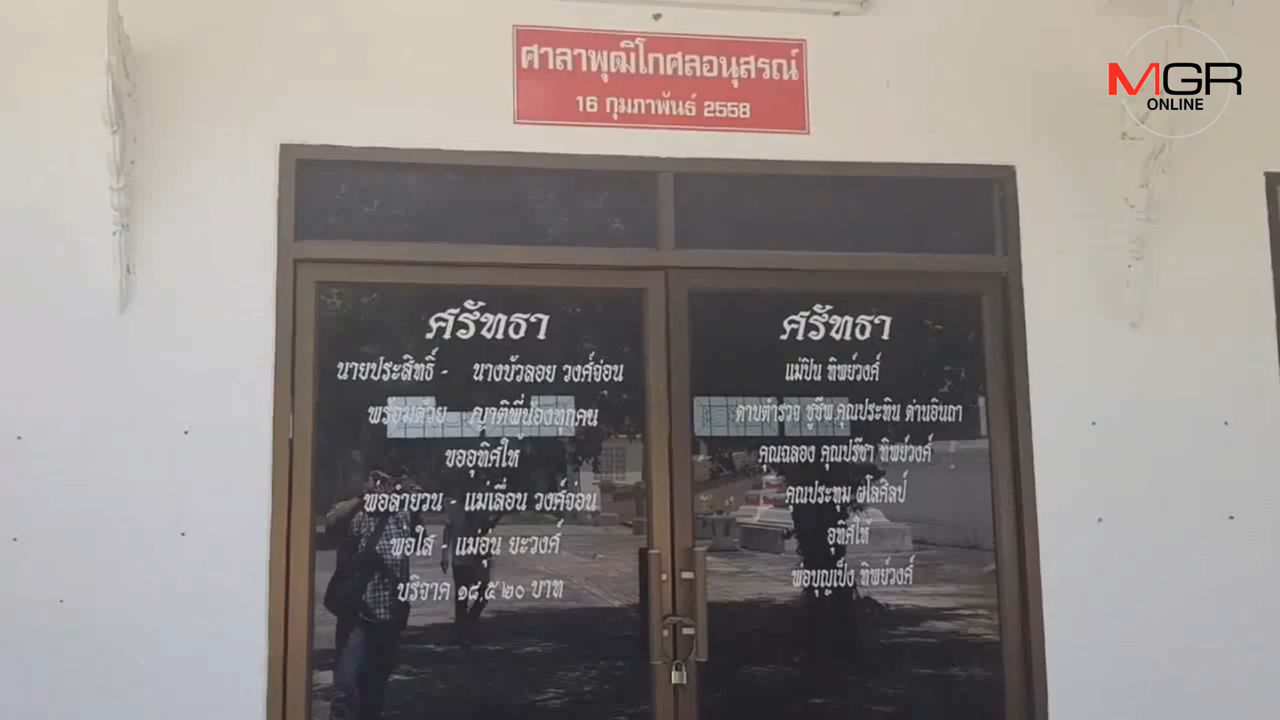 ศาลาพุฒิโกศลอนุสรณ์
16 กุมภาพันธ์ 2558
MGR
ONLINE
ศรัทธา
นายประสิทธิ์ - นางบัวลอย วงศ์จ่อน
พร้อมด้วย ญาติพี่น้องทุกคน
ขออุทิศให้
พ่อลำยวน - แม่เลื่อน วงศ์จ่อน
พ่อใส - แม่อุ่น ยะวงศ์
บริจาค ๑๘,๕๒๐ บาท
ศรัทธา
แม่ปิน ทิพย์วงศ์
ดาบตำรวจ ชูชีพ คุณประทิน ด่านอินถา
คุณฉลอง คุณปรีชา ทิพย์วงศ์
คุณประทุม ผโลศิลป์
อุทิศให้
พ่อบุญเป็ง ทิพย์วงศ์